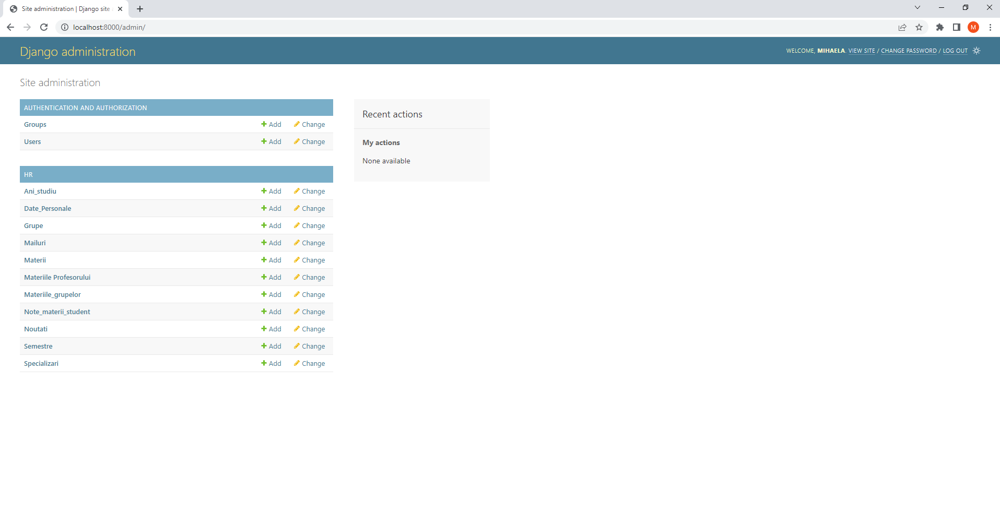 Site administration | Django site
localhost:8000/admin/
M
Django administration
WELCOME, MIHAELA. VIEW SITE / CHANGE PASSWORD / LOG OUT
Site administration
AUTHENTICATION AND AUTHORIZATION
Groups Add Change
Users Add Change
HR
Ani_studiu Add Change
Date_Personale Add Change
Grupe Add Change
Mailuri Add Change
Materii Add Change
Materiile Profesorului Add Change
Materiile_grupelor Add Change
Note_materii_student Add Change
Noutati Add Change
Semestre Add Change
Specializari Add Change
Recent actions
My actions
None available